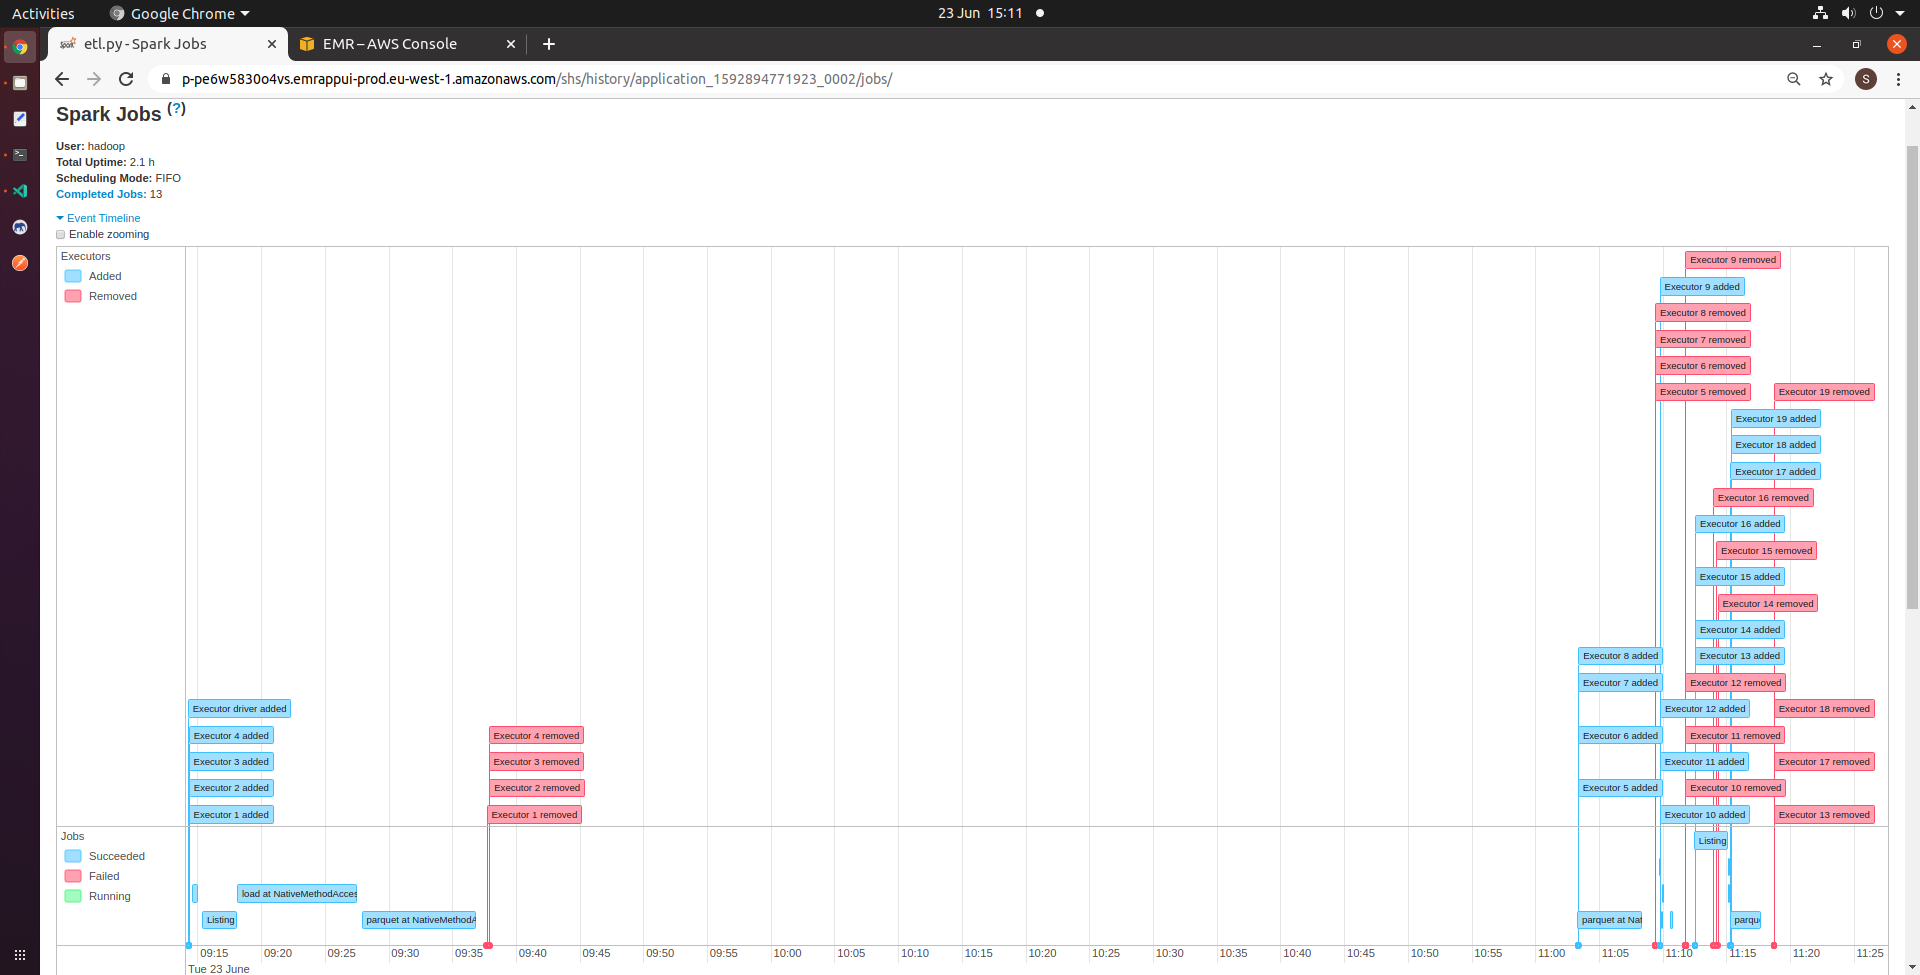 Activities
Google Chrome
23 Jun 15:11
etl.py - Spark Jobs
EMR – AWS Console
p-pe6w5830o4vs.emrappui-prod.eu-west-1.amazonaws.com/shs/history/application_1592894771923_0002/jobs/
S
Spark Jobs (?)
User: hadoop
Total Uptime: 2.1 h
Scheduling Mode: FIFO
Completed Jobs: 13
Event Timeline
Enable zooming
Executors
Added
Removed
Executor 9 removed
Executor 9 added
Executor 8 removed
Executor 7 removed
Executor 6 removed
Executor 5 removed
Executor 19 removed
Executor 19 added
Executor 18 added
Executor 17 added
Executor 16 removed
Executor 16 added
Executor 15 removed
Executor 15 added
Executor 14 removed
Executor 14 added
Executor 8 added
Executor 13 added
Executor 7 added
Executor 12 removed
Executor driver added
Executor 12 added
Executor 18 removed
Executor 4 added
Executor 4 removed
Executor 6 added
Executor 11 removed
Executor 3 added
Executor 3 removed
Executor 11 added
Executor 17 removed
Executor 2 added
Executor 2 removed
Executor 5 added
Executor 10 removed
Executor 1 added
Executor 1 removed
Executor 10 added
Executor 13 removed
Jobs
Succeeded
Failed
Running
Listing
load at NativeMethodAcces
Listing
parquet at NativeMethodA
parquet at Nat
parqu
09:15
09:20
09:25
09:30
09:35
09:40
09:45
09:50
09:55
10:00
10:05
10:10
10:15
10:20
10:25
10:30
10:35
10:40
10:45
10:50
10:55
11:00
11:05
11:10
11:15
11:20
11:25
Tue 23 June